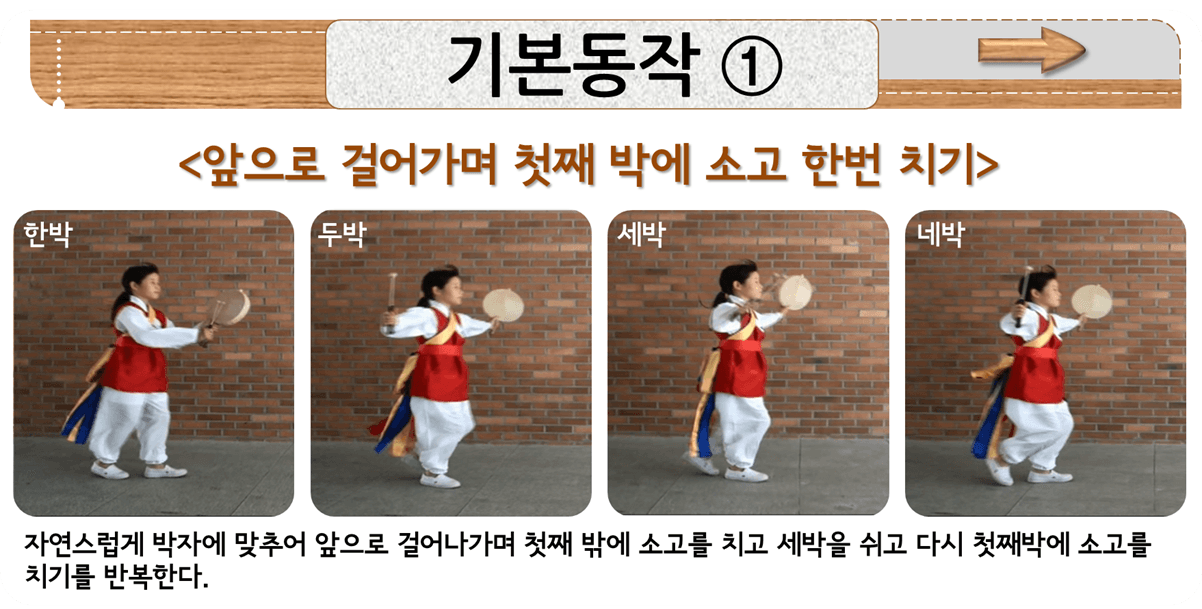 기본동작 ①
<앞으로 걸어가며 첫째 박에 소고 한번 치기>
한박
두박
세박
네박
자연스럽게 박자에 맞추어 앞으로 걸어나가며 첫째 밖에 소고를 치고 세박을 쉬고 다시 첫째박에 소고를
치기를 반복한다.